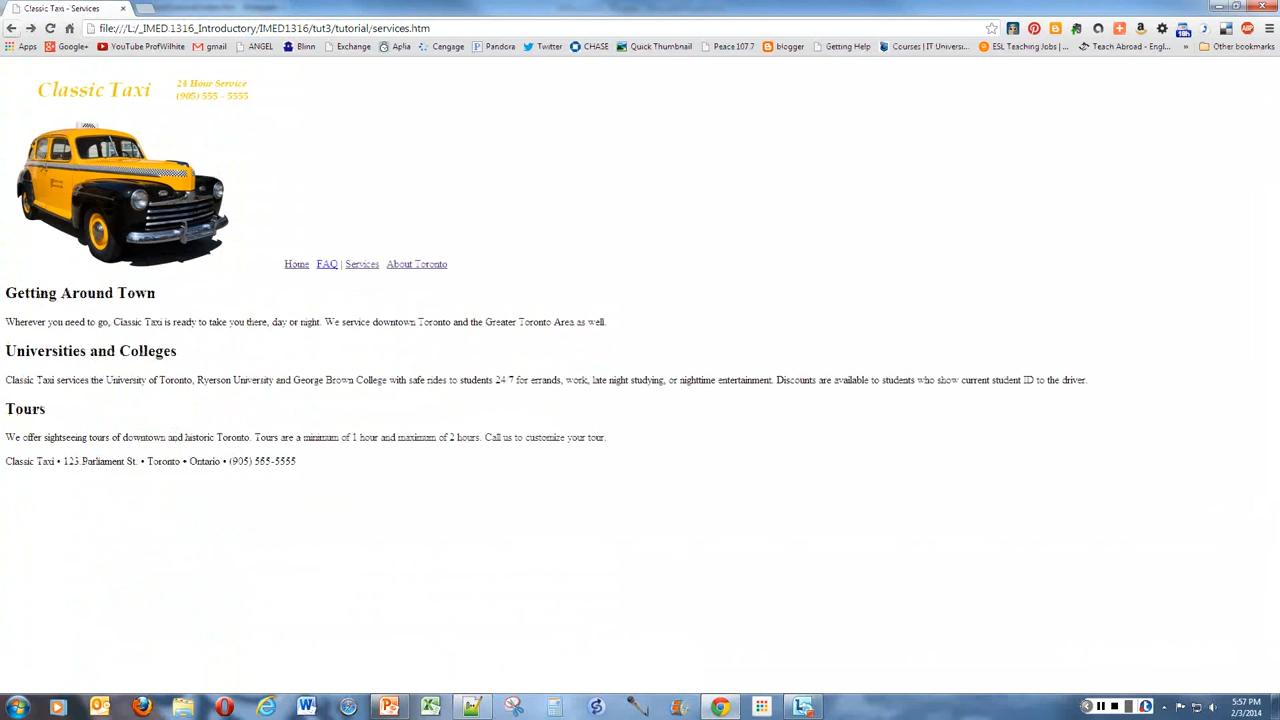 Classic Taxi - Services
file:///L:/_IMED1316_Introductory/IMED1316/tut3/tutorial/services.htm
Apps Google+ YouTube ProfWilhite gmail ANGEL Blinn Exchange Aplia Cengage Pandora Twitter CHASE Quick Thumbnail Peace 107.7 blogger Getting Help Courses | IT Universi... ESL Teaching Jobs | ... Teach Abroad - Engl... » Other bookmarks
Classic Taxi
24 Hour Service
(905) 555 - 5555
Home FAQ | Services About Toronto
Getting Around Town
Wherever you need to go, Classic Taxi is ready to take you there, day or night. We service downtown Toronto and the Greater Toronto Area as well.
Universities and Colleges
Classic Taxi services the University of Toronto, Ryerson University and George Brown College with safe rides to students 24/7 for errands, work, late night studying, or nighttime entertainment. Discounts are available to students who show current student ID to the driver.
Tours
We offer sightseeing tours of downtown and historic Toronto. Tours are a minimum of 1 hour and maximum of 2 hours. Call us to customize your tour.
Classic Taxi • 123 Parliament St. • Toronto • Ontario • (905) 565-5555
5:57 PM
2/3/2014